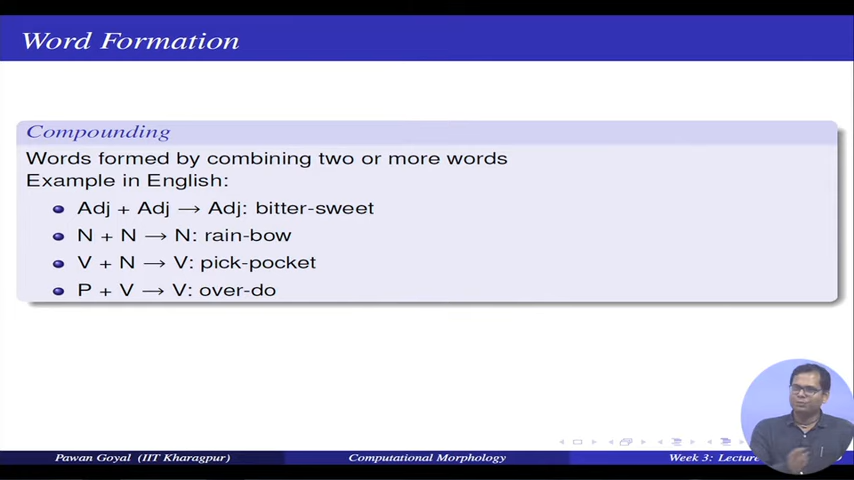 Word Formation
Compounding
Words formed by combining two or more words
Example in English:
Adj + Adj → Adj: bitter-sweet
N + N → N: rain-bow
V + N → V: pick-pocket
P + V → V: over-do
Pawan Goyal (IIT Kharagpur)
Computational Morphology
Week 3: Lecture